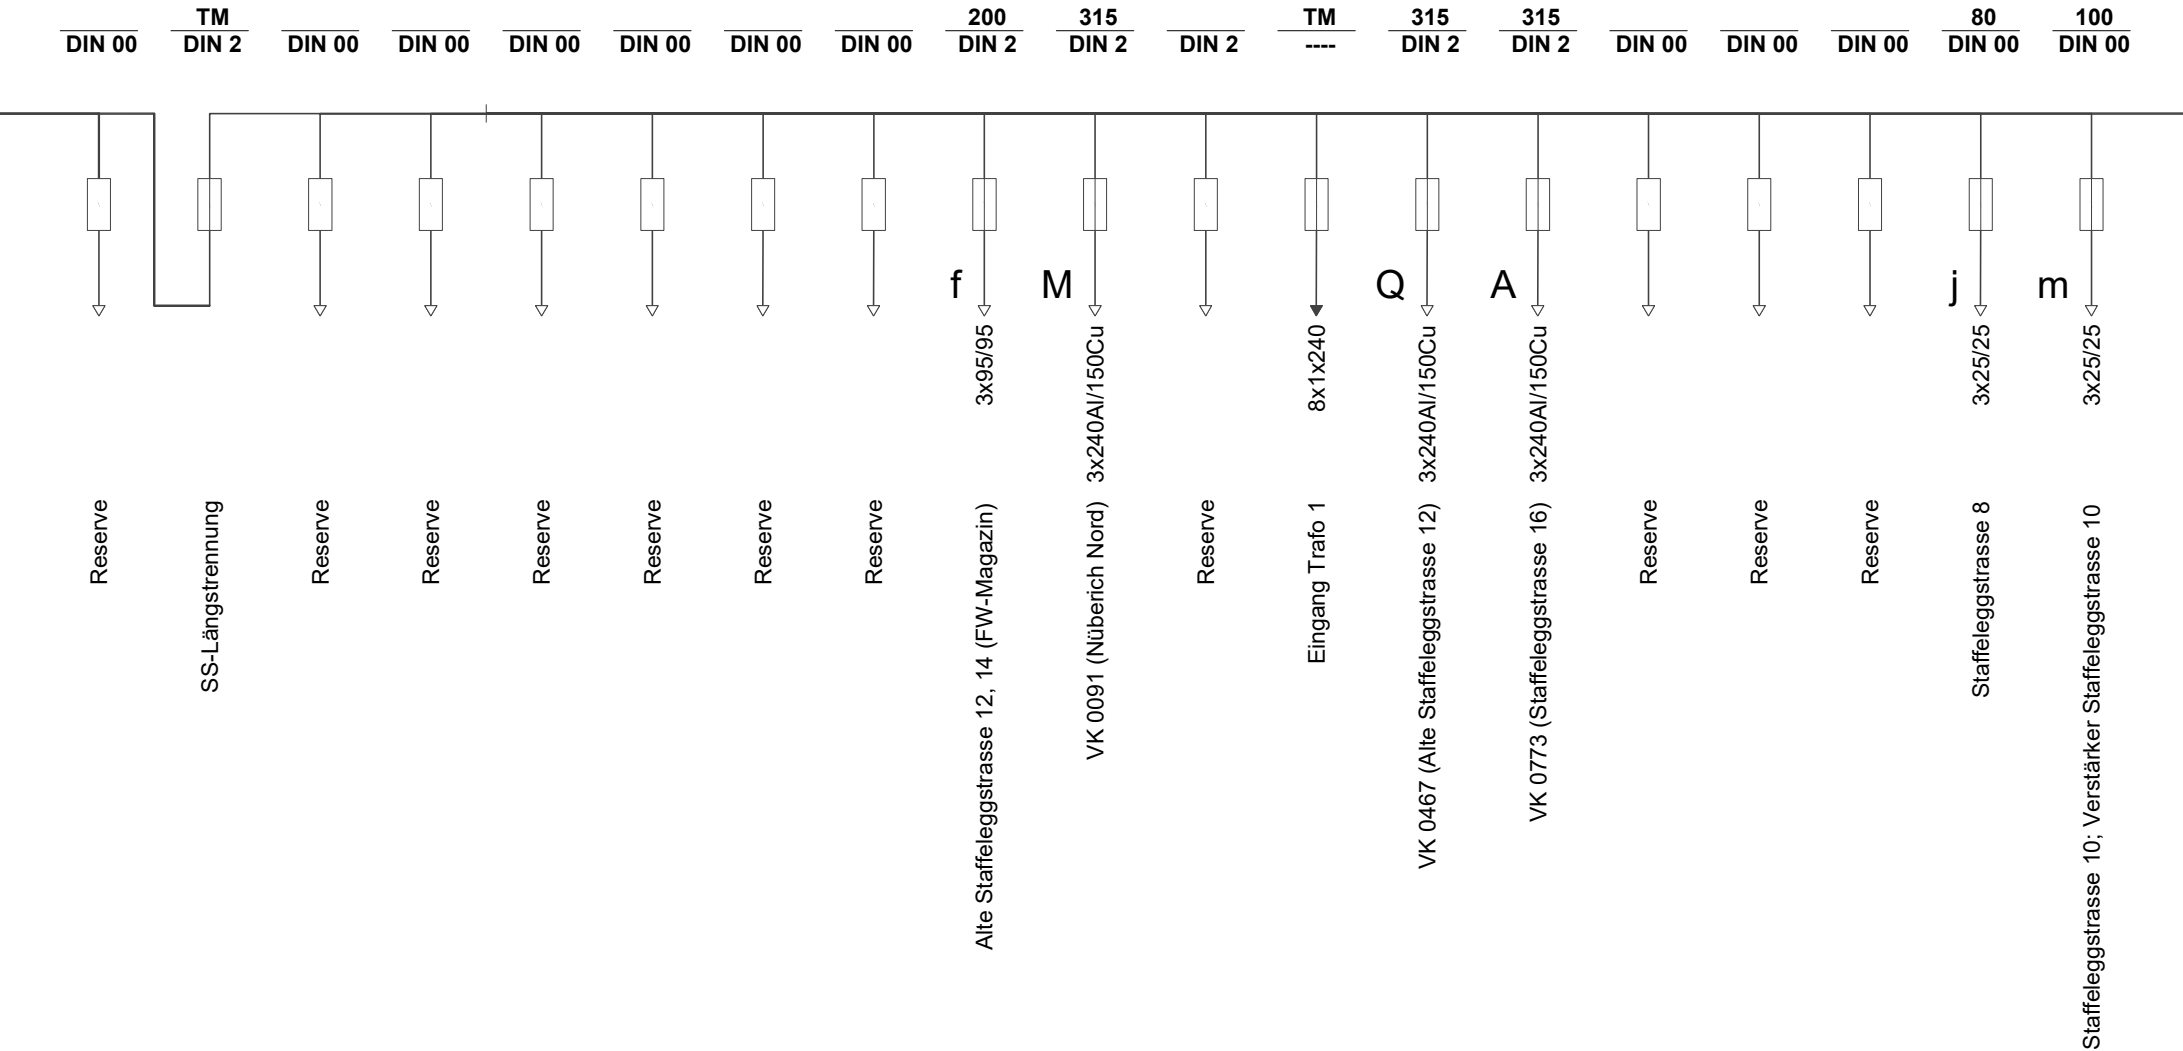 TM 200 315 TM 315 315 80 100
DIN 00 DIN 2 DIN 00 DIN 00 DIN 00 DIN 00 DIN 00 DIN 00 DIN 2 DIN 2 DIN 2 ---- DIN 2 DIN 2 DIN 00 DIN 00 DIN 00 DIN 00 DIN 00
f M Q A j m
3x95/95
3x240Al/150Cu
8x1x240
3x240Al/150Cu
3x240Al/150Cu
3x25/25
3x25/25
Reserve
SS-Längstrennung
Reserve
Reserve
Reserve
Reserve
Reserve
Reserve
Alte Staffeleggstrasse 12, 14 (FW-Magazin)
VK 0091 (Nüberich Nord)
Reserve
Eingang Trafo 1
VK 0467 (Alte Staffeleggstrasse 12)
VK 0773 (Staffeleggstrasse 16)
Reserve
Reserve
Reserve
Staffeleggstrasse 8
Staffeleggstrasse 10; Verstärker Staffeleggstrasse 10